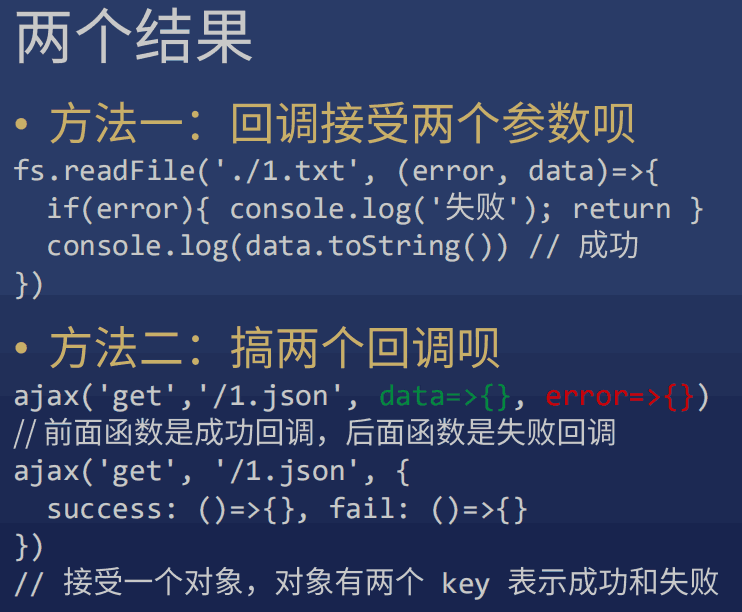 两个结果
• 方法一：回调接受两个参数呗
fs.readFile('./1.txt', (error, data)=>{
  if(error){ console.log('失败'); return }
  console.log(data.toString()) // 成功
})
• 方法二：搞两个回调呗
ajax('get','/1.json', data=>{}, error=>{})
// 前面函数是成功回调，后面函数是失败回调
ajax('get', '/1.json', {
  success: ()=>{}, fail: ()=>{}
})
// 接受一个对象，对象有两个 key 表示成功和失败